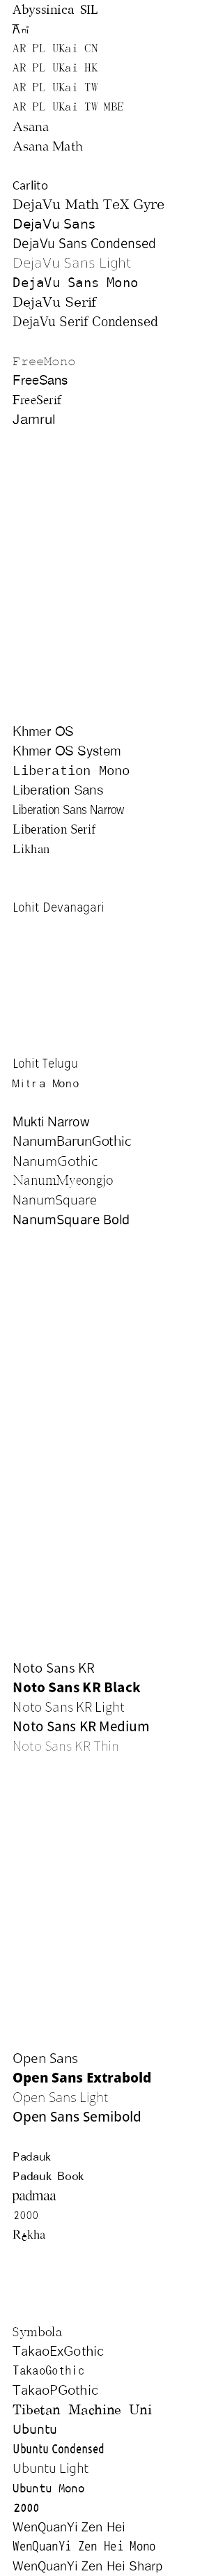 Abyssinica SIL
Ani
AR PL UKai CN
AR PL UKai HK
AR PL UKai TW
AR PL UKai TW MBE
Asana
Asana Math
Carlito
DejaVu Math TeX Gyre
DejaVu Sans
DejaVu Sans Condensed
DejaVu Sans Light
DejaVu Sans Mono
DejaVu Serif
DejaVu Serif Condensed
FreeMono
FreeSans
FreeSerif
Jamrul
Khmer OS
Khmer OS System
Liberation Mono
Liberation Sans
Liberation Sans Narrow
Liberation Serif
Likhan
Lohit Devanagari
Lohit Telugu
Mitra Mono
Mukti Narrow
NanumBarunGothic
NanumGothic
NanumMyeongjo
NanumSquare
NanumSquare Bold
Noto Sans KR
Noto Sans KR Black
Noto Sans KR Light
Noto Sans KR Medium
Noto Sans KR Thin
Open Sans
Open Sans Extrabold
Open Sans Light
Open Sans Semibold
Padauk
Padauk Book
padmaa
2000
Rekha
Symbola
TakaoExGothic
TakaoGothic
TakaoPGothic
Tibetan Machine Uni
Ubuntu
Ubuntu Condensed
Ubuntu Light
Ubuntu Mono
2000
WenQuanYi Zen Hei
WenQuanYi Zen Hei Mono
WenQuanYi Zen Hei Sharp